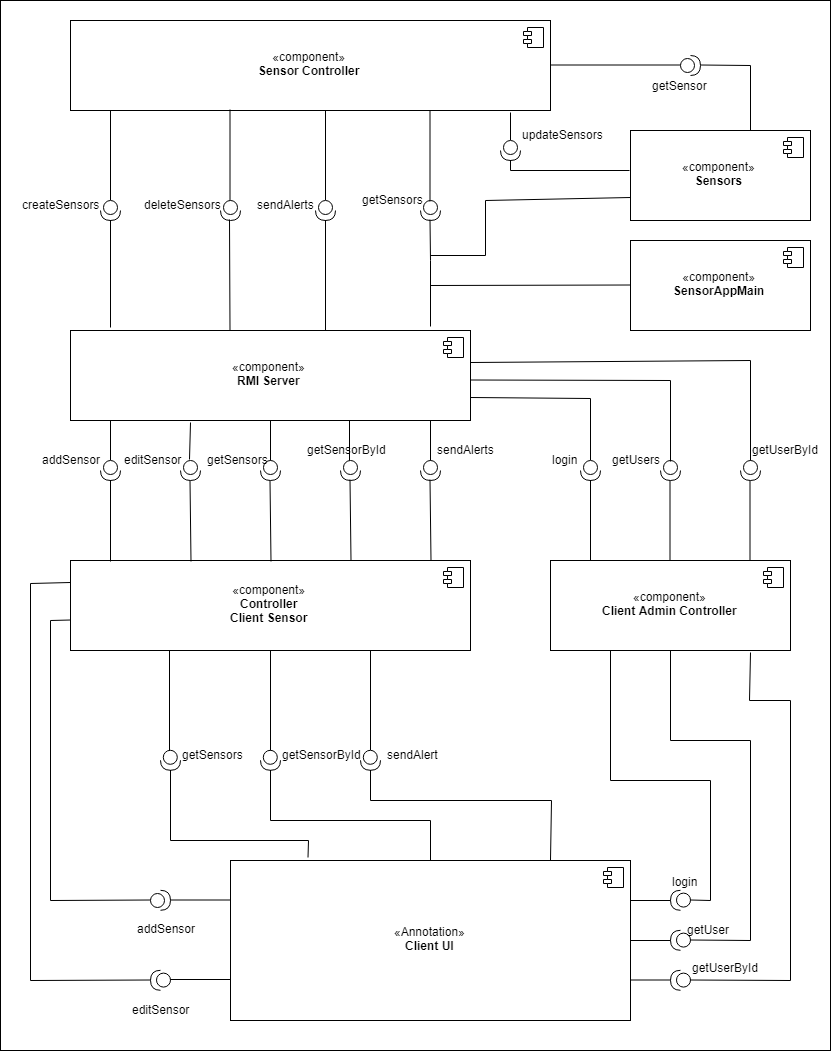 «component»
Sensor Controller
getSensor
updateSensors
«component»
Sensors
createSensors
deleteSensors
sendAlerts
getSensors
«component»
SensorAppMain
«component»
RMI Server
addSensor
editSensor
getSensors
getSensorById
sendAlerts
login
getUsers
getUserById
«component»
Controller
Client Sensor
«component»
Client Admin Controller
getSensors
getSensorById
sendAlert
login
addSensor
«Annotation»
Client UI
getUser
getUserById
editSensor